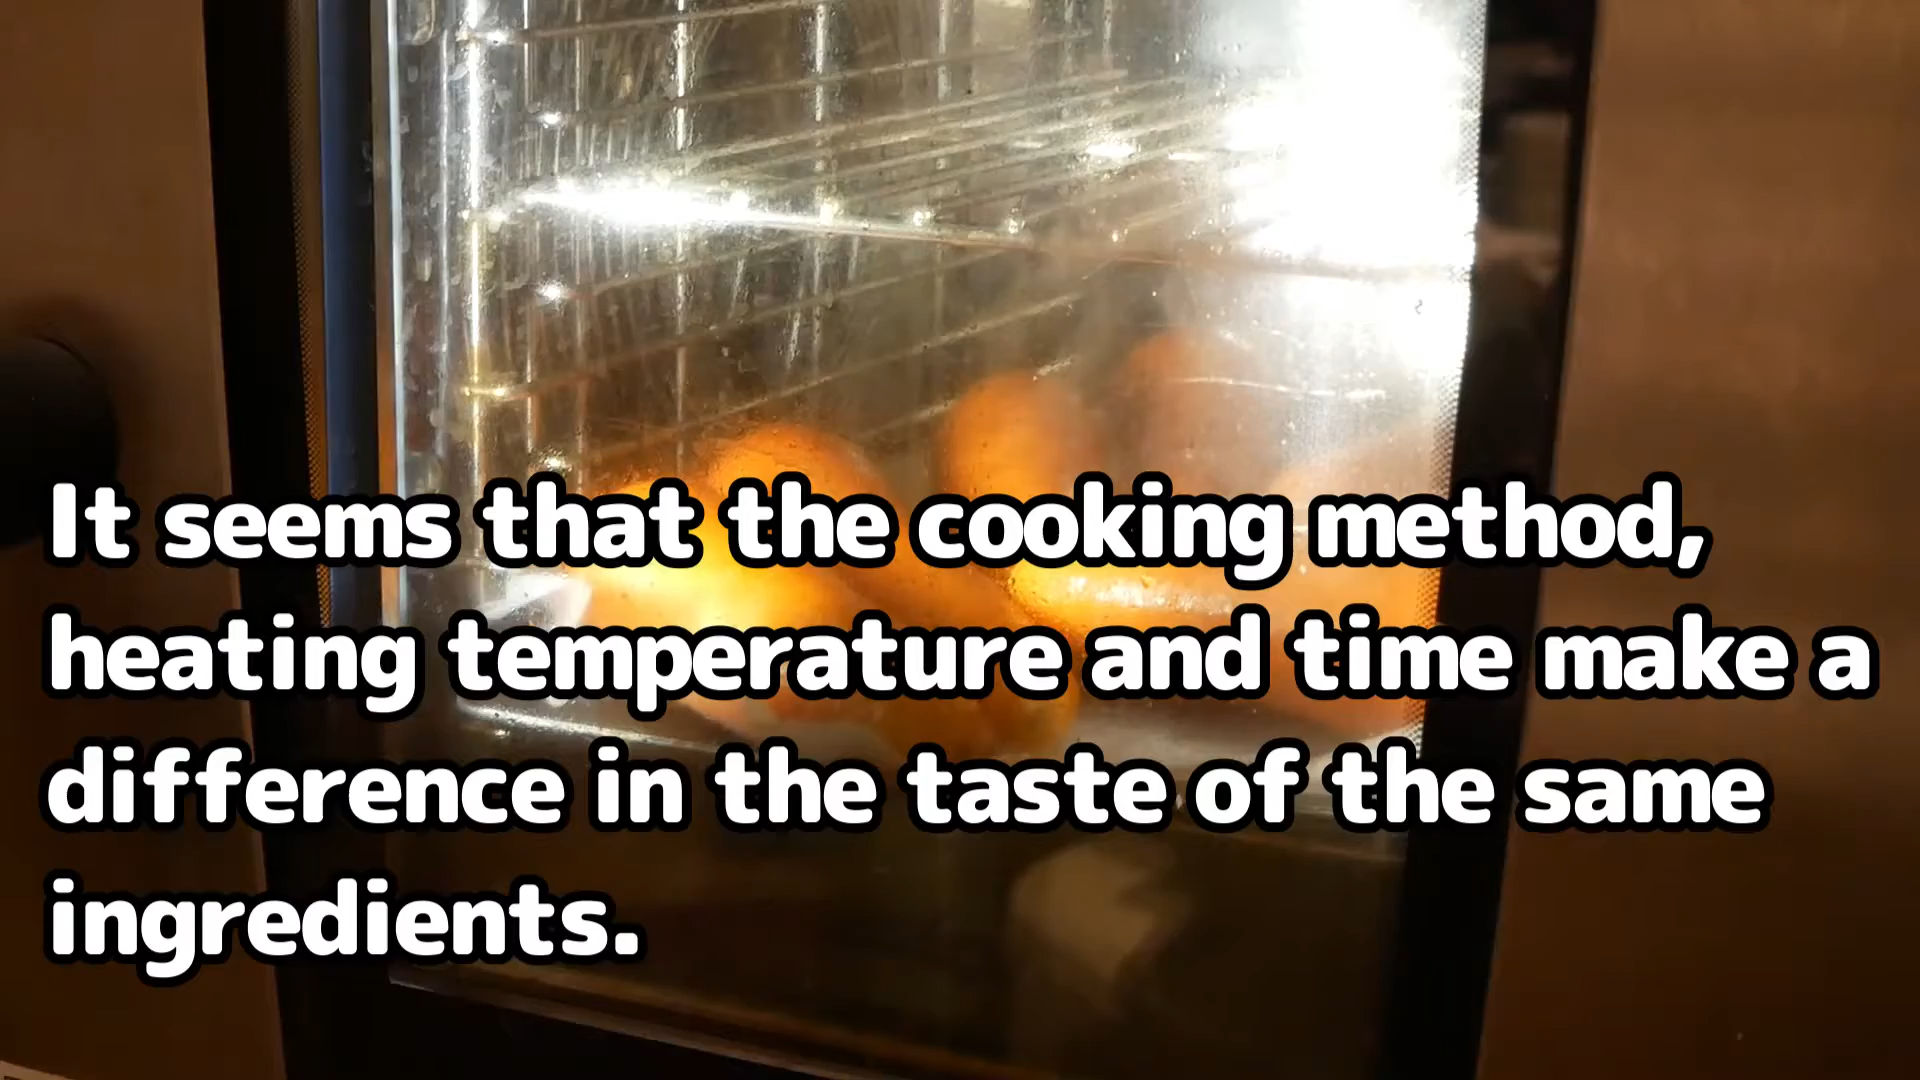 It seems that the cooking method,
heating temperature and time make a
difference in the taste of the same
ingredients.